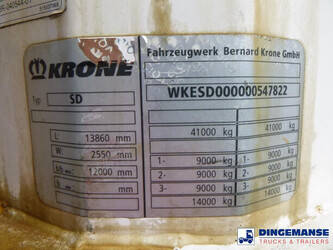 KRONE
Fahrzeugwerk Bernard Krone GmbH
Typ SD
WKESD000000547822
L: 13860 mm
W: 2550 mm
12000 mm
mm
41000 kg 41000 kg
1- 9000 kg 1- 9000 kg
2- 9000 kg 2- 9000 kg
3- 9000 kg 3- 9000 kg
14000 kg 14000 kg
DINGEMANSE
TRUCKS & TRAILERS